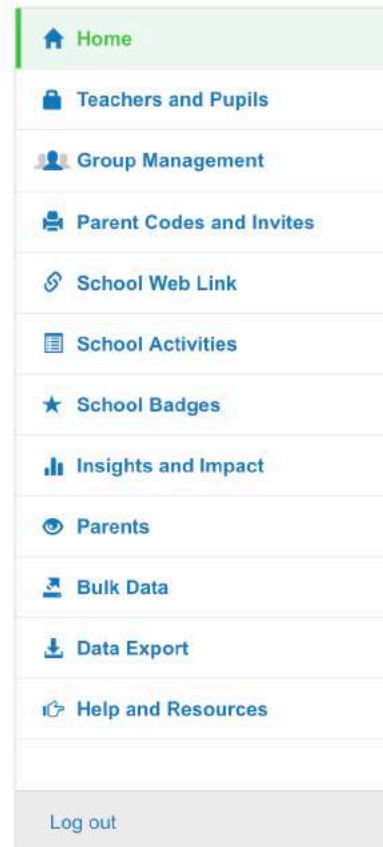 Home
Teachers and Pupils
Group Management
Parent Codes and Invites
School Web Link
School Activities
School Badges
Insights and Impact
Parents
Bulk Data
Data Export
Help and Resources
Log out